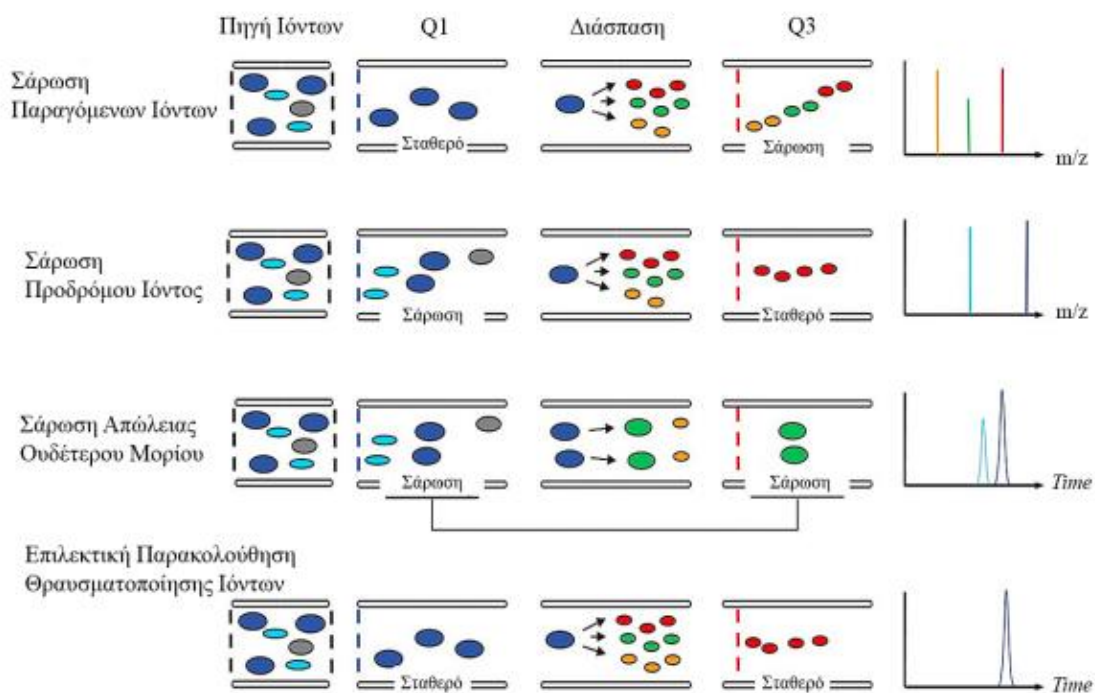 Πηγή Ιόντων Q1 Διάσπαση Q3
Σάρωση
Παραγόμενων Ιόντων
Σταθερό Σάρωση
m/z
Σάρωση
Προδρόμου Ιόντος
Σάρωση Σταθερό
m/z
Σάρωση Απώλειας
Ουδέτερου Μορίου
Σάρωση Σάρωση
Time
Επιλεκτική Παρακολούθηση
Θραυσματοποίησης Ιόντων
Σταθερό Σταθερό
Time